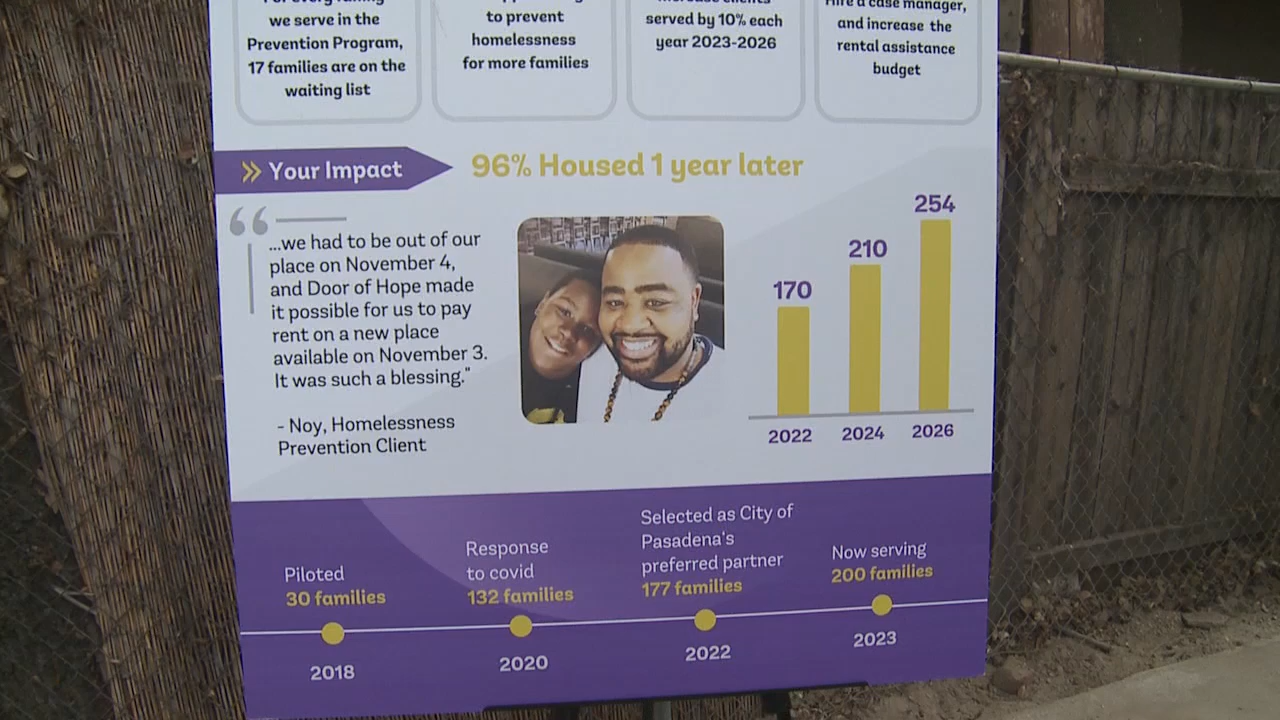 we serve in the
Prevention Program,
17 families are on the
waiting list
to prevent
homelessness
for more families
served by 10% each
year 2023-2026
Hire a case manager,
and increase the
rental assistance
budget
Your Impact
96% Housed 1 year later
“
...we had to be out of our
place on November 4,
and Door of Hope made
it possible for us to pay
rent on a new place
available on November 3.
It was such a blessing."
- Noy, Homelessness
Prevention Client
170
210
254
2022
2024
2026
Piloted
30 families
2018
Response
to covid
132 families
2020
Selected as City of
Pasadena's
preferred partner
177 families
2022
Now serving
200 families
2023